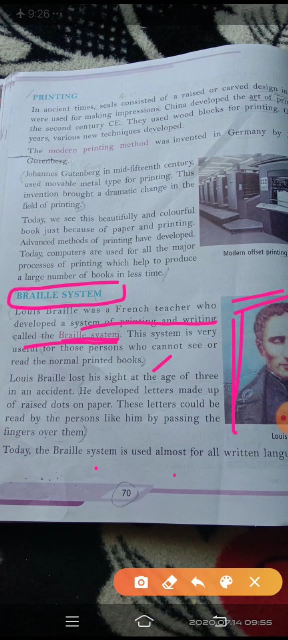 9:26
PRINTING
In ancient times, seals consisted of a raised or carved design
were used for making impressions. China developed the art of
the second century CE. They used wood blocks for printing.
years, various new techniques developed.
The modern printing method was invented in Germany by
Gutenberg.
Johannes Gutenberg in mid-fifteenth century,
used movable metal type for printing. This
invention brought a dramatic change in the
field of printing.
Today, we see this beautifully and colourful
book just because of paper and printing.
Advanced methods of printing have developed.
Today, computers are used for all the major
processes of printing which help to produce
a large number of books in less time.
Modern offset printing
BRAILLE SYSTEM
Louis Braille was a French teacher who
developed a system of printing and writing
called the Braille system. This system is very
useful for those persons who cannot see or
read the normal printed books.
Louis Braille lost his sight at the age of three
in an accident. He developed letters made up
of raised dots on paper. These letters could be
read by the persons like him by passing the
fingers over them.
Louis
Today, the Braille system is used almost for all written
70
2020.07.14 09:55